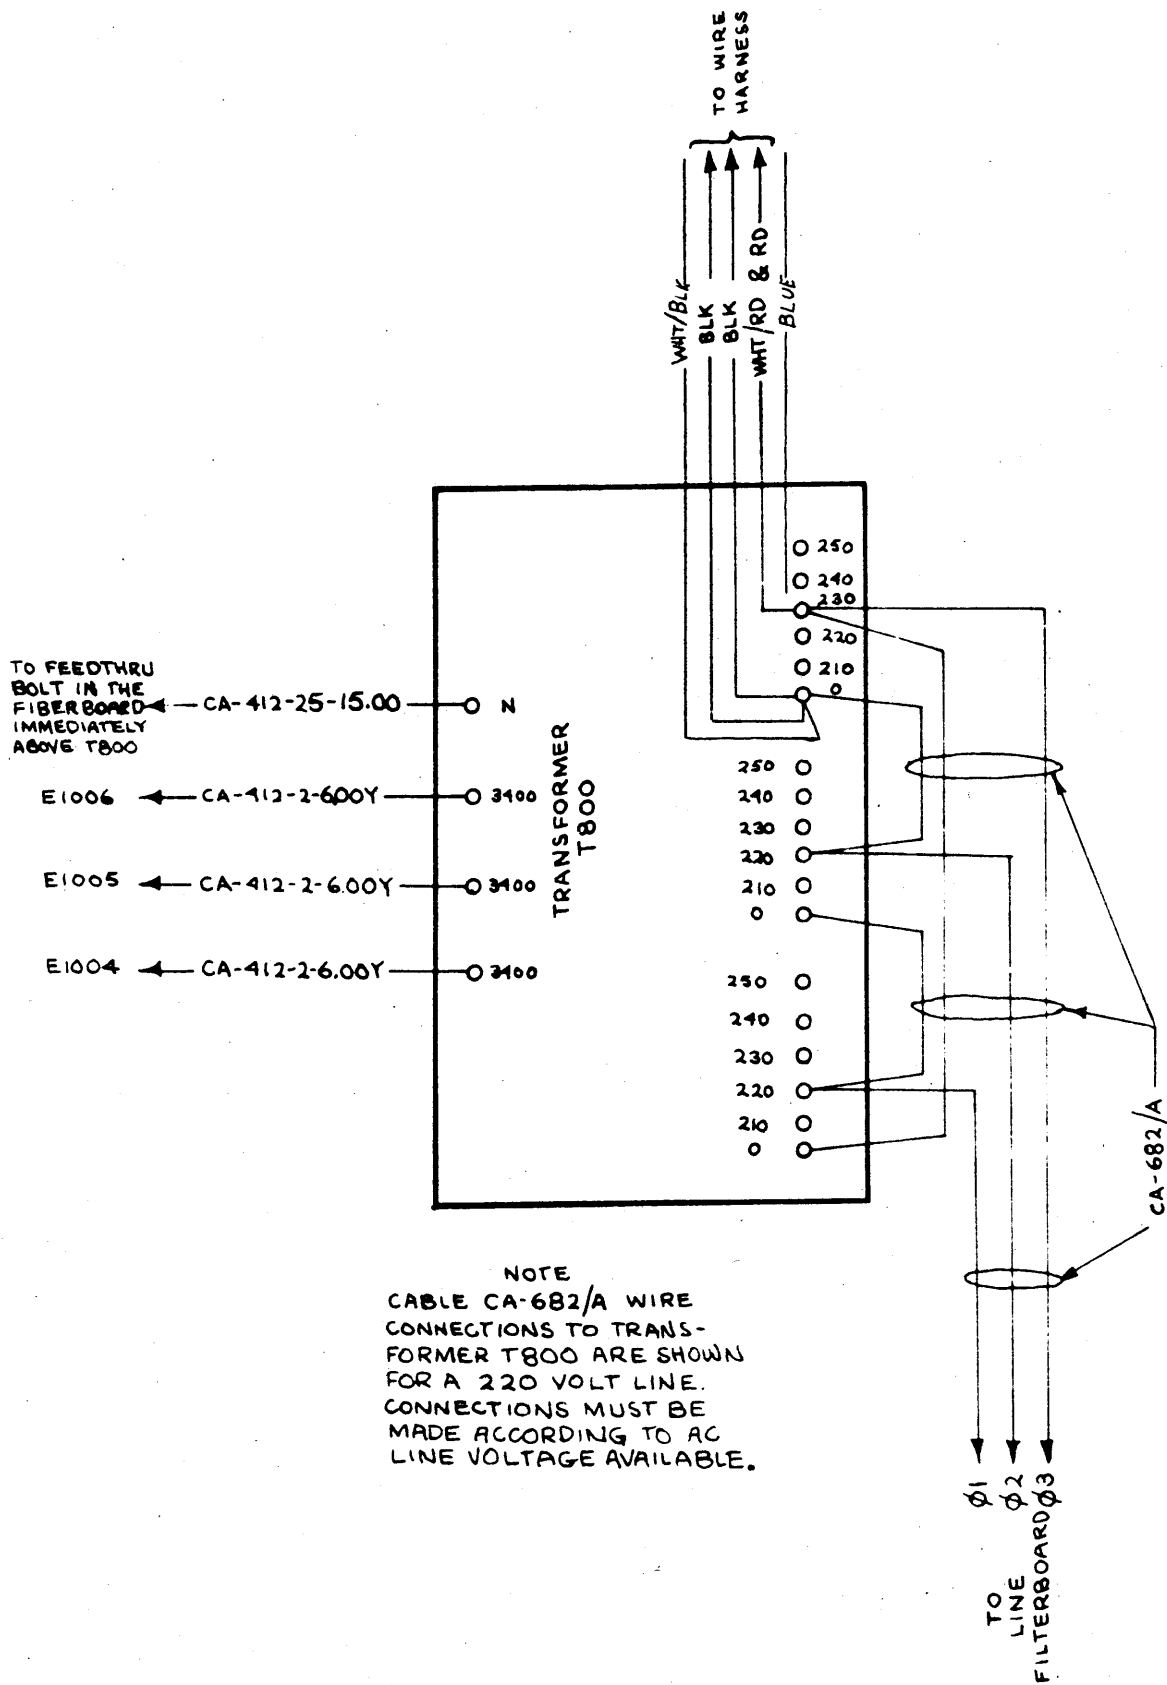 TO WIRE
HARNESS
WHT/BLK
BLK
BLK
WHT/RD & RD
BLUE
250
240
230
220
210
0
TO FEEDTHRU
BOLT IN THE
FIBERBOARD
IMMEDIATELY
ABOVE T800
CA-412-25-15.00
N
E1006
CA-412-2-6.00Y
3400
E1005
CA-412-2-6.00Y
3400
E1004
CA-412-2-6.00Y
3400
TRANSFORMER
T800
250
240
230
220
210
0
250
240
230
220
210
0
CA-682/A
NOTE
CABLE CA-682/A WIRE
CONNECTIONS TO TRANS-
FORMER T800 ARE SHOWN
FOR A 220 VOLT LINE.
CONNECTIONS MUST BE
MADE ACCORDING TO AC
LINE VOLTAGE AVAILABLE.
Ø1
Ø2
Ø3
TO
LINE
FILTERBOARD